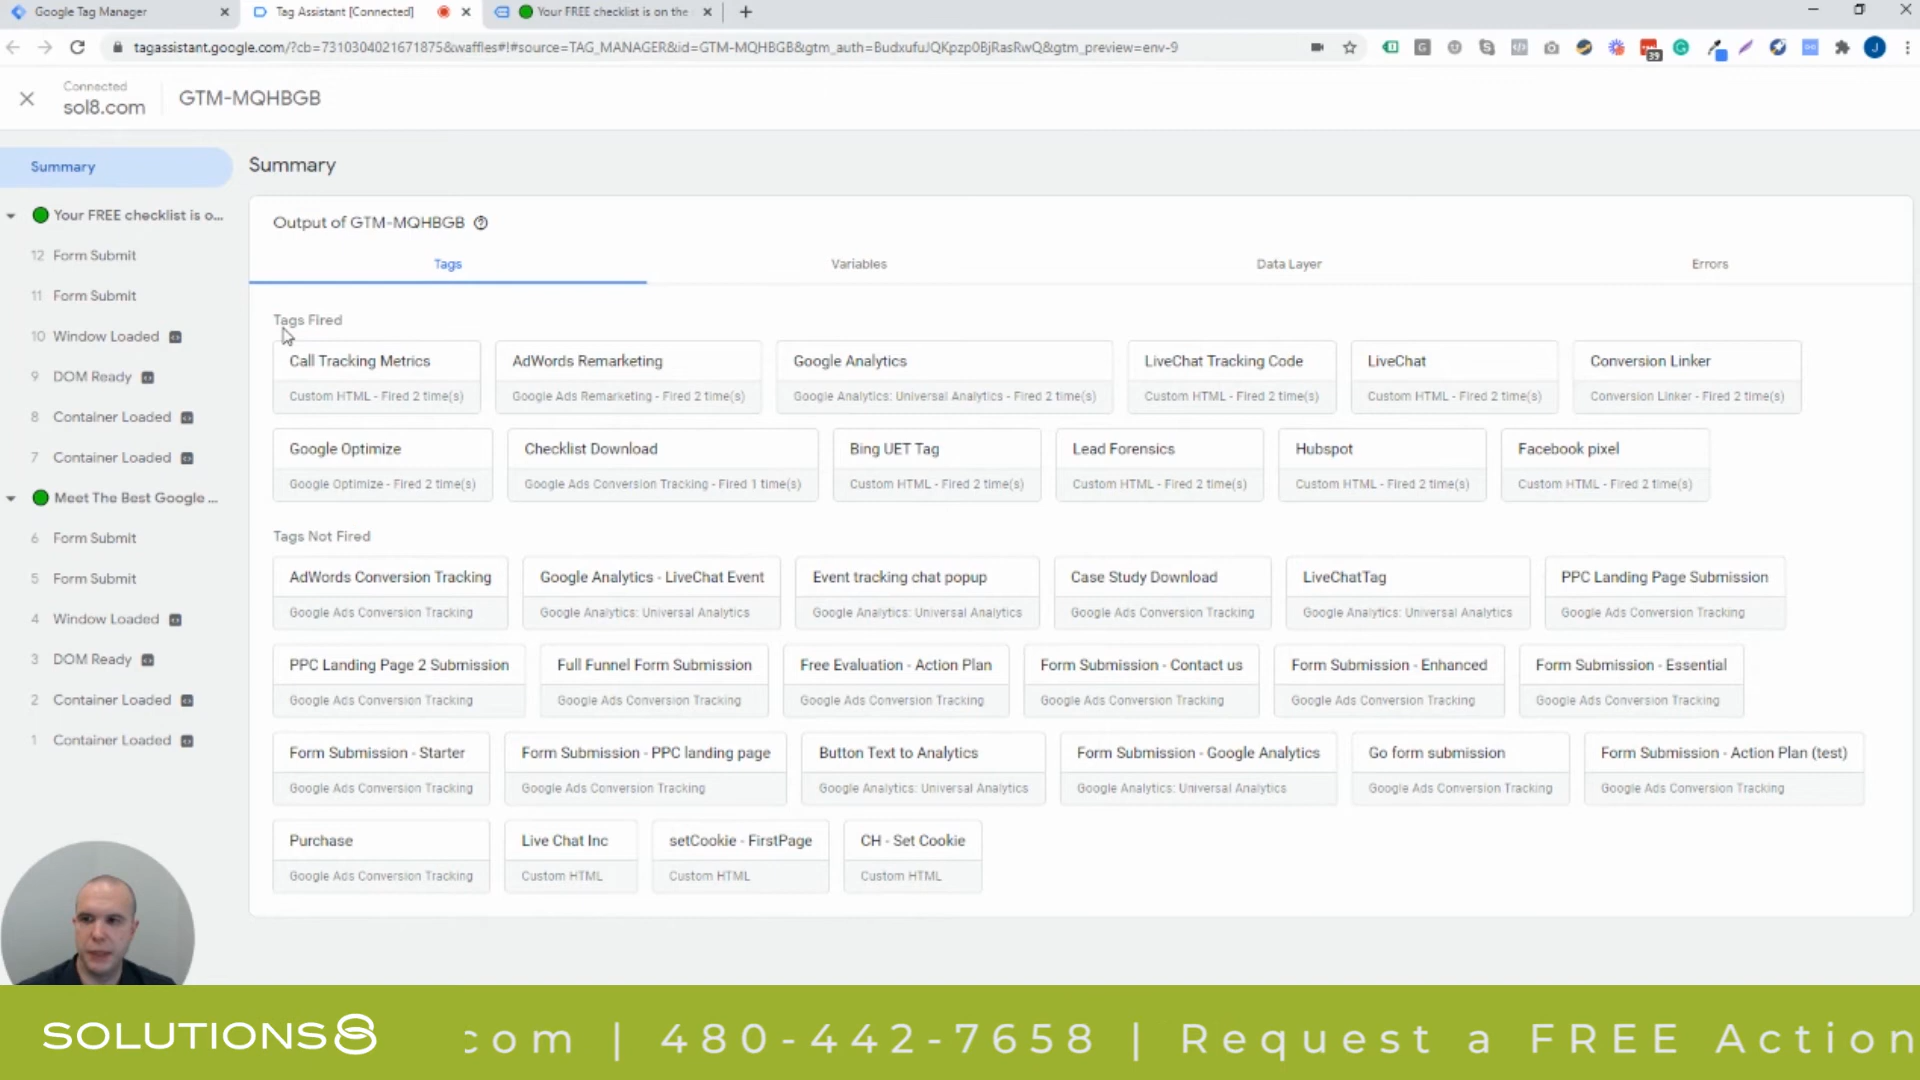 Google Tag Manager
Tag Assistant [Connected]
Your FREE checklist is on the
tagassistant.google.com/?cb=7310304021671875&waffles#!#source=TAG_MANAGER&id=GTM-MQHBGB&gtm_auth=BudxufuJQKpzp0BjRasRwQ&gtm_preview=env-9
39
J
Connected
sol8.com
GTM-MQHBGB
Summary
Your FREE checklist is o...
12 Form Submit
11 Form Submit
10 Window Loaded
9 DOM Ready
8 Container Loaded
7 Container Loaded
Meet The Best Google ...
6 Form Submit
5 Form Submit
4 Window Loaded
3 DOM Ready
2 Container Loaded
1 Container Loaded
Summary
Output of GTM-MQHBGB
Tags Variables Data Layer Errors
Tags Fired
Call Tracking Metrics
Custom HTML - Fired 2 time(s)
AdWords Remarketing
Google Ads Remarketing - Fired 2 time(s)
Google Analytics
Google Analytics: Universal Analytics - Fired 2 time(s)
LiveChat Tracking Code
Custom HTML - Fired 2 time(s)
LiveChat
Custom HTML - Fired 2 time(s)
Conversion Linker
Conversion Linker - Fired 2 time(s)
Google Optimize
Google Optimize - Fired 2 time(s)
Checklist Download
Google Ads Conversion Tracking - Fired 1 time(s)
Bing UET Tag
Custom HTML - Fired 2 time(s)
Lead Forensics
Custom HTML - Fired 2 time(s)
Hubspot
Custom HTML - Fired 2 time(s)
Facebook pixel
Custom HTML - Fired 2 time(s)
Tags Not Fired
AdWords Conversion Tracking
Google Ads Conversion Tracking
Google Analytics - LiveChat Event
Google Analytics: Universal Analytics
Event tracking chat popup
Google Analytics: Universal Analytics
Case Study Download
Google Ads Conversion Tracking
LiveChatTag
Google Analytics: Universal Analytics
PPC Landing Page Submission
Google Ads Conversion Tracking
PPC Landing Page 2 Submission
Google Ads Conversion Tracking
Full Funnel Form Submission
Google Ads Conversion Tracking
Free Evaluation - Action Plan
Google Ads Conversion Tracking
Form Submission - Contact us
Google Ads Conversion Tracking
Form Submission - Enhanced
Google Ads Conversion Tracking
Form Submission - Essential
Google Ads Conversion Tracking
Form Submission - Starter
Google Ads Conversion Tracking
Form Submission - PPC landing page
Google Ads Conversion Tracking
Button Text to Analytics
Google Analytics: Universal Analytics
Form Submission - Google Analytics
Google Analytics: Universal Analytics
Go form submission
Google Ads Conversion Tracking
Form Submission - Action Plan (test)
Google Ads Conversion Tracking
Purchase
Google Ads Conversion Tracking
Live Chat Inc
Custom HTML
setCookie - FirstPage
Custom HTML
CH - Set Cookie
Custom HTML
SOLUTIONS8
com | 480-442-7658 | Request a FREE Action